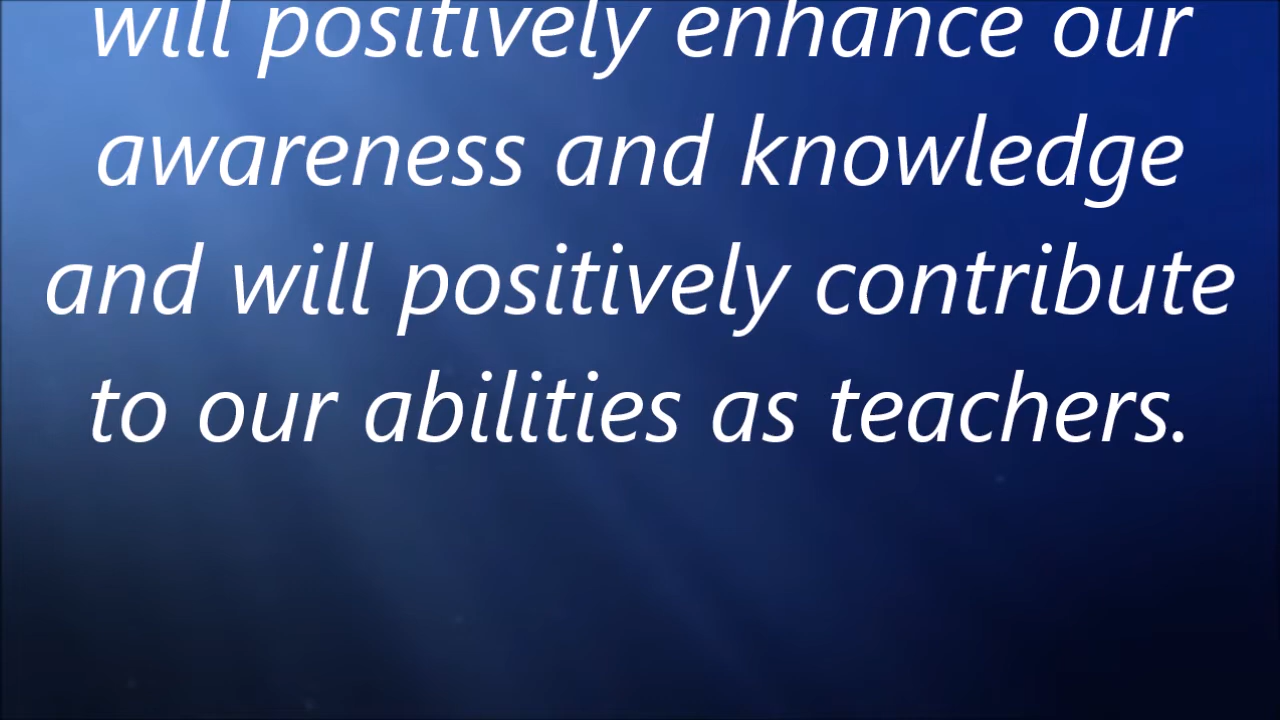 will positively enhance our
awareness and knowledge
and will positively contribute
to our abilities as teachers.